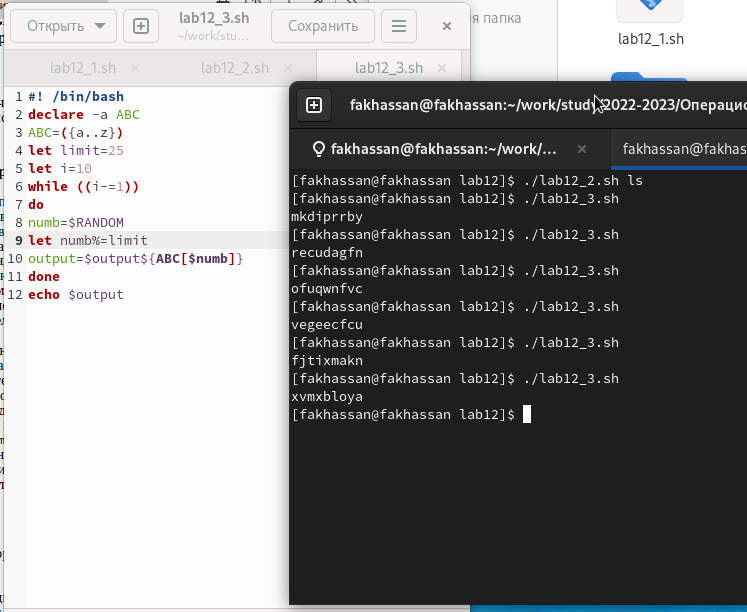 Открыть
lab12_3.sh
~/work/stu…
Сохранить
я папка
lab12_1.sh
lab12_1.sh
lab12_2.sh
lab12_3.sh
1 #! /bin/bash
2 declare -a ABC
3 ABC=({a..z})
4 let limit=25
5 let i=10
6 while ((i-=1))
7 do
8 numb=$RANDOM
9 let numb%=limit
10 output=$output${ABC[$numb]}
11 done
12 echo $output
fakhassan@fakhassan:~/work/study/2022-2023/Операцио
fakhassan@fakhassan:~/work/…
fakhassan@fakhas
[fakhassan@fakhassan lab12]$ ./lab12_2.sh ls
[fakhassan@fakhassan lab12]$ ./lab12_3.sh
mkdiprrby
[fakhassan@fakhassan lab12]$ ./lab12_3.sh
recudagfn
[fakhassan@fakhassan lab12]$ ./lab12_3.sh
ofuqwnfvc
[fakhassan@fakhassan lab12]$ ./lab12_3.sh
vegeecfcu
[fakhassan@fakhassan lab12]$ ./lab12_3.sh
fjtixmakn
[fakhassan@fakhassan lab12]$ ./lab12_3.sh
xvmxbloya
[fakhassan@fakhassan lab12]$